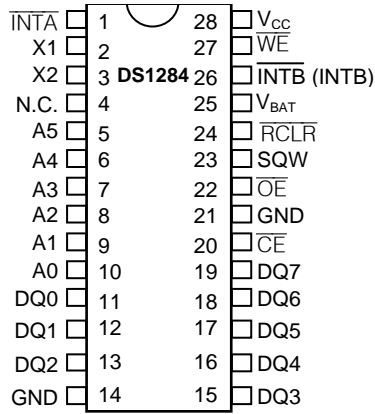 INTA 1 28 VCC
X1 2 27 WE
X2 3 DS1284 26 INTB (INTB)
N.C. 4 25 VBAT
A5 5 24 RCLR
A4 6 23 SQW
A3 7 22 OE
A2 8 21 GND
A1 9 20 CE
A0 10 19 DQ7
DQ0 11 18 DQ6
DQ1 12 17 DQ5
DQ2 13 16 DQ4
GND 14 15 DQ3